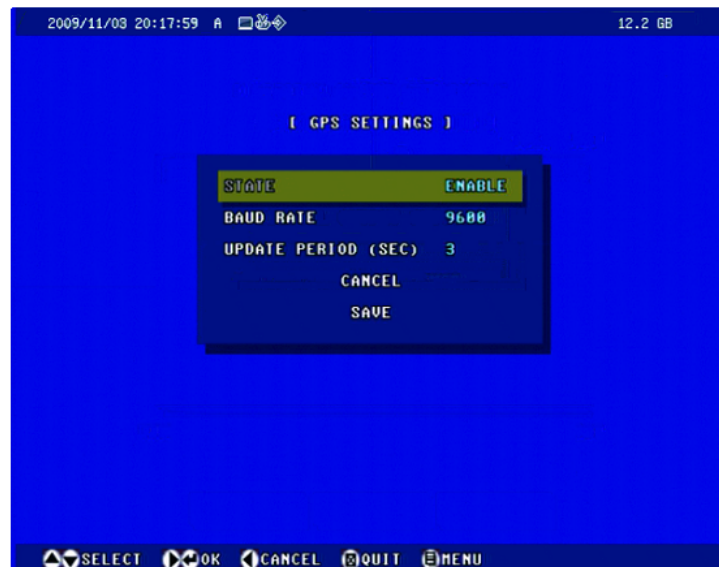 2009/11/03 20:17:59 A 12.2 GB
[ GPS SETTINGS ]
STATE ENABLE
BAUD RATE 9600
UPDATE PERIOD (SEC) 3
CANCEL
SAVE
SELECT OK CANCEL QUIT MENU